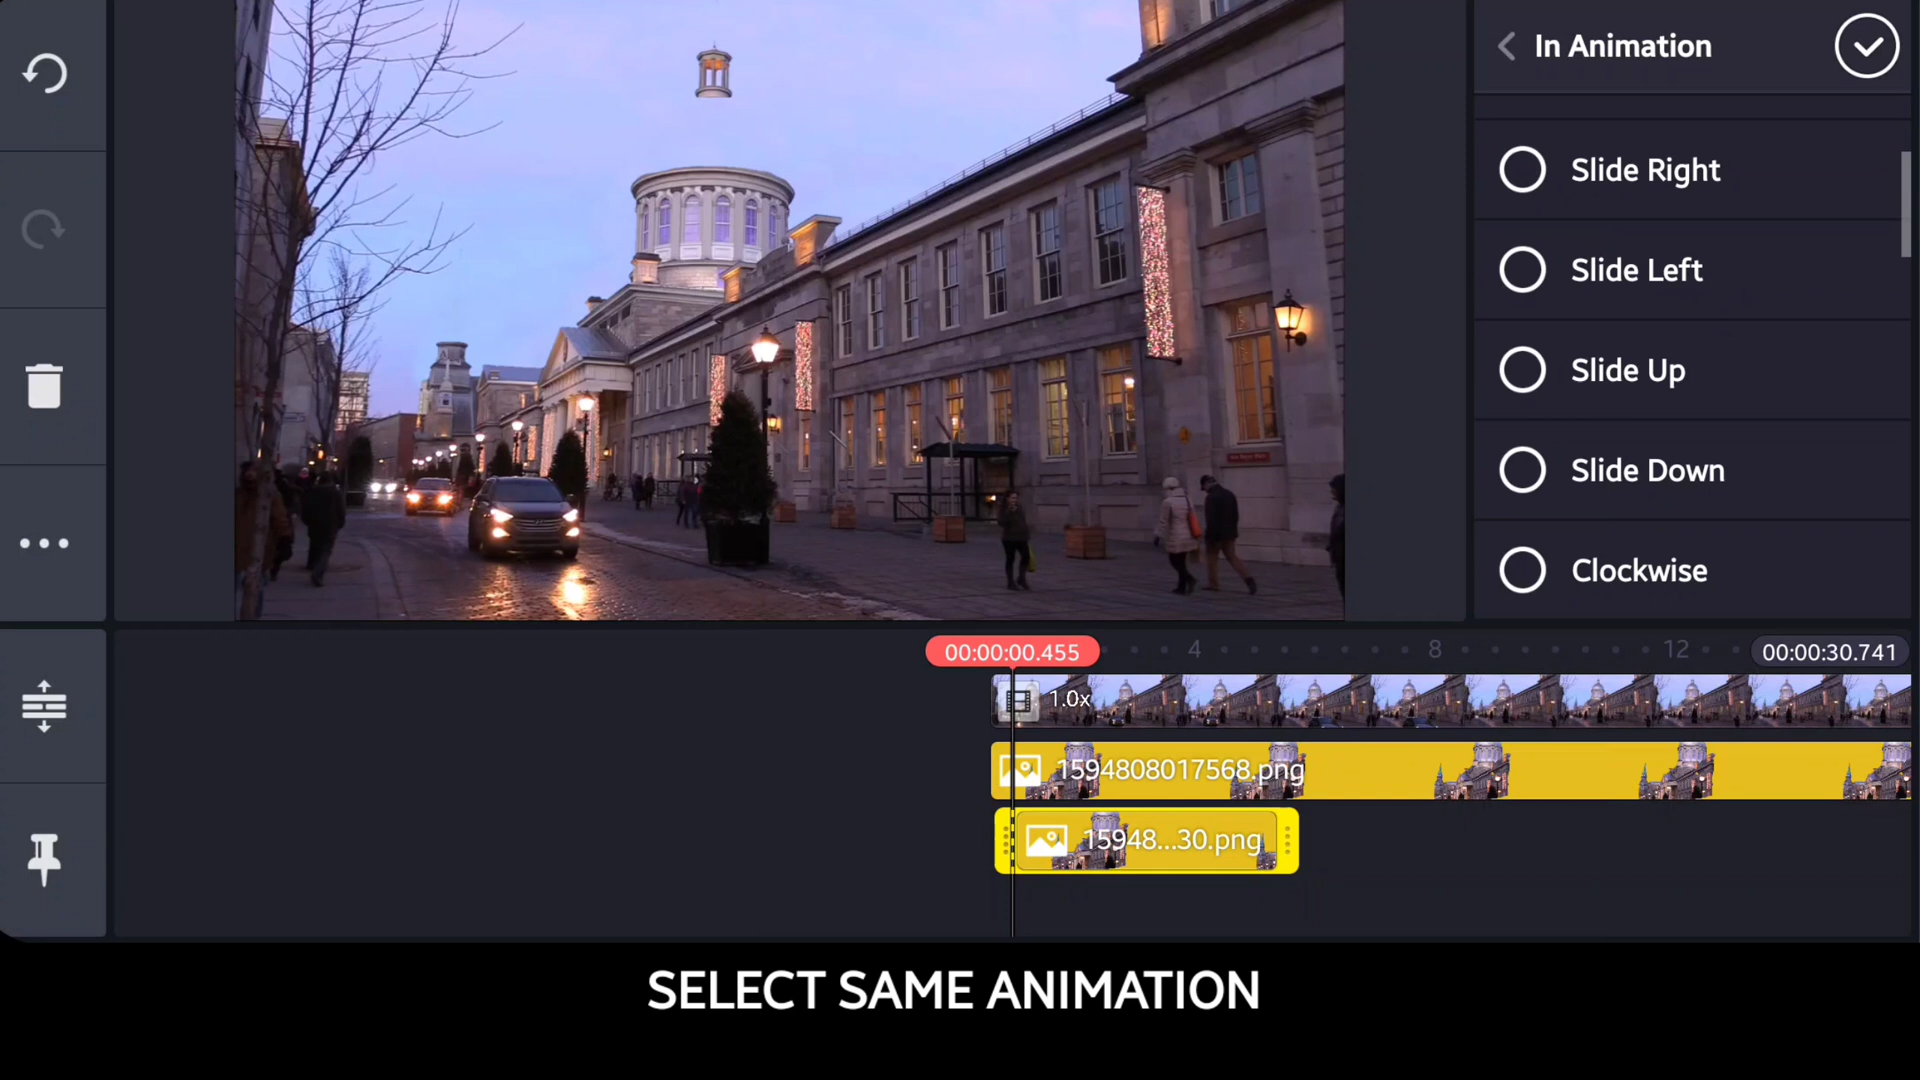 In Animation
Slide Right
Slide Left
Slide Up
Slide Down
Clockwise
00:00:00.455
4
8
12
00:00:30.741
1.0x
1594808017568.png
15948...30.png
SELECT SAME ANIMATION